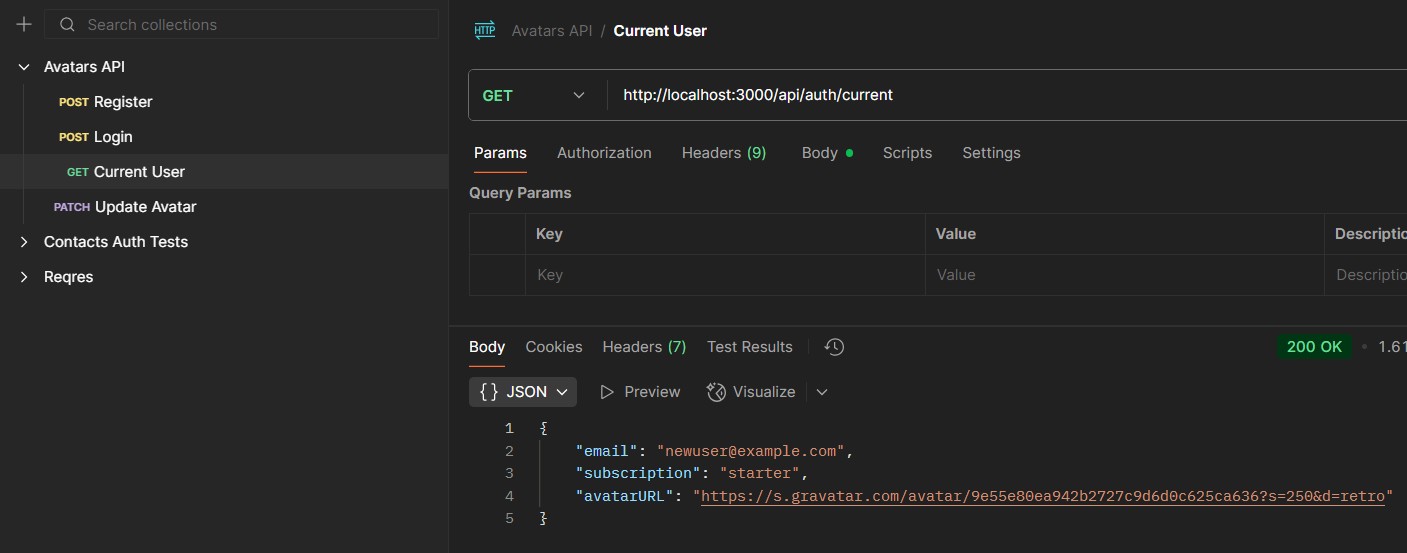 Search collections
Avatars API
POST Register
POST Login
GET Current User
PATCH Update Avatar
Contacts Auth Tests
Reqres
HTTP Avatars API / Current User
GET http://localhost:3000/api/auth/current
Params Authorization Headers (9) Body Scripts Settings
Query Params
Key Value Descriptio
Key Value Descriptio
Body Cookies Headers (7) Test Results 200 OK • 1.61
{} JSON Preview Visualize
1 {
2 "email": "newuser@example.com",
3 "subscription": "starter",
4 "avatarURL": "https://s.gravatar.com/avatar/9e55e80ea942b2727c9d6d0c625ca636?s=250&d=retro"
5 }